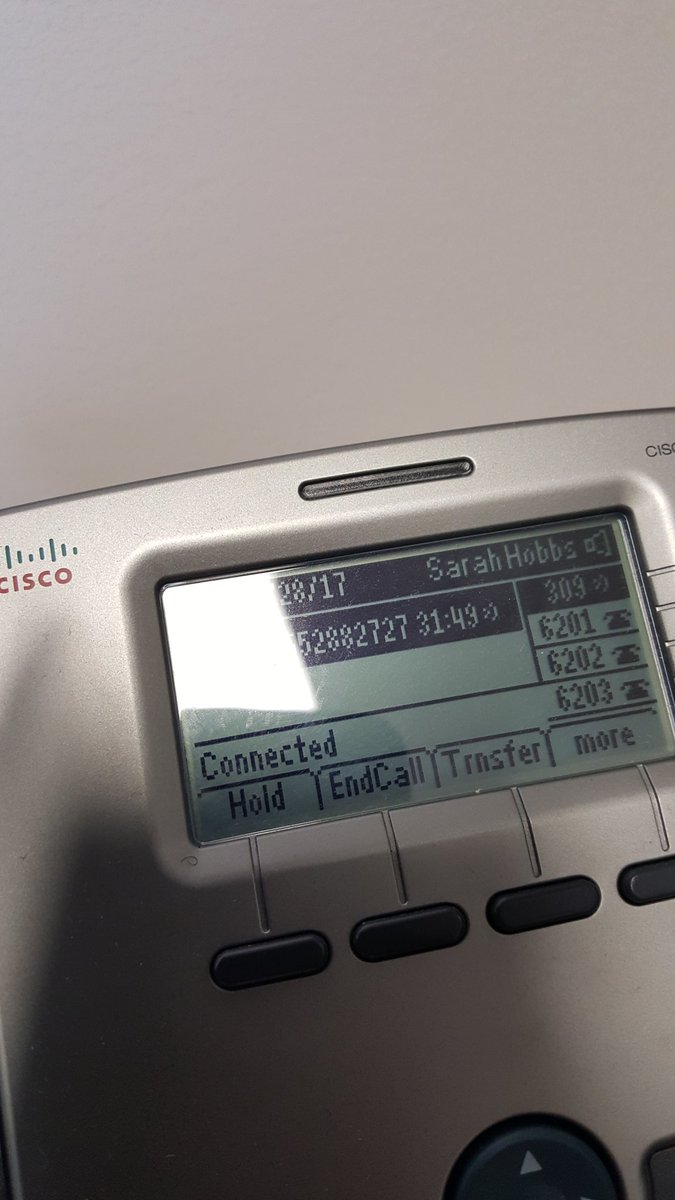 CISCO
28/17 Sarah Hobbs
52882727 31:49 309
6201
6202
6203
Connected
Hold EndCall Trnsfer more